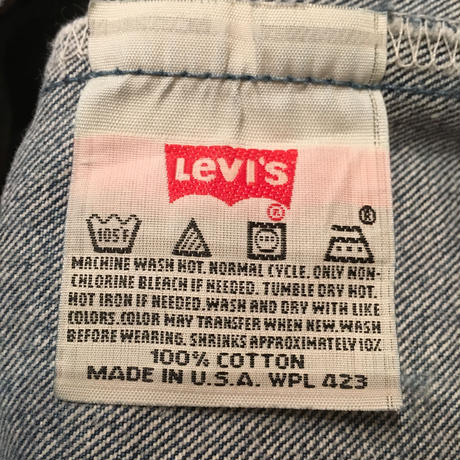 Levi's
®
105F
MACHINE WASH HOT. NORMAL CYCLE. ONLY NON-
CHLORINE BLEACH IF NEEDED. TUMBLE DRY HOT.
HOT IRON IF NEEDED. WASH AND DRY WITH LIKE
COLORS. COLOR MAY TRANSFER WHEN NEW. WASH
BEFORE WEARING. SHRINKS APPROXIMATELY 10%
100% COTTON
MADE IN U.S.A. WPL 423